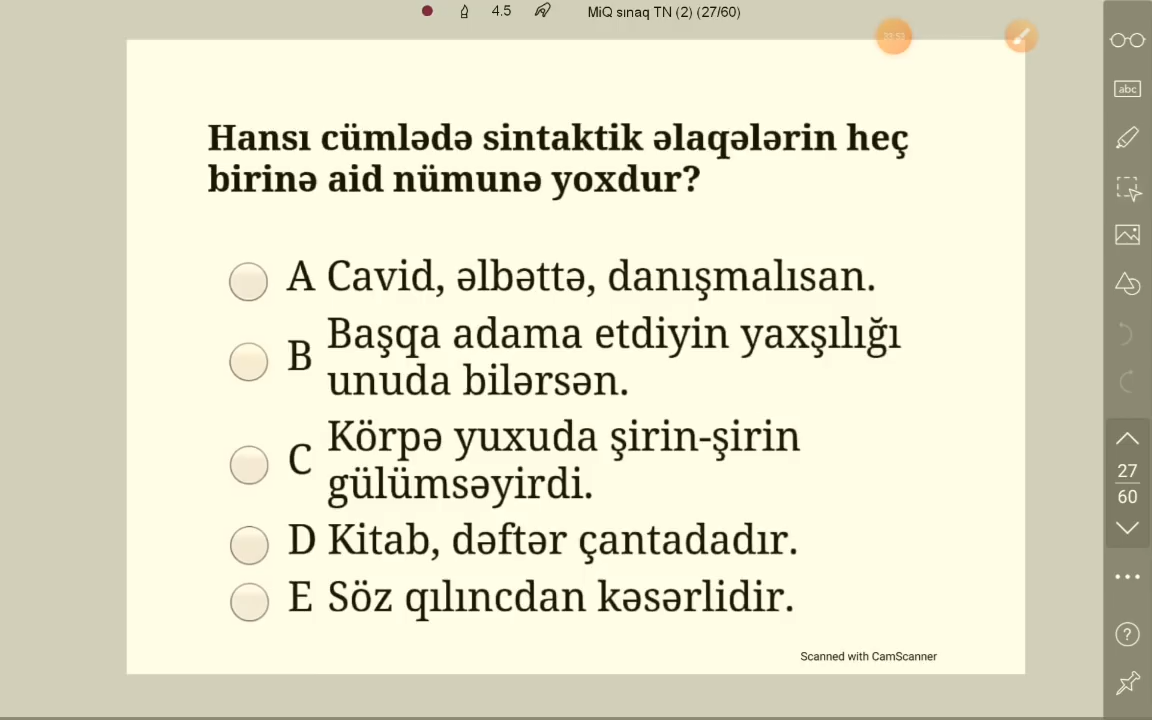 4.5 MiQ sınaq TN (2) (27/60)
23:53
abc
Hansı cümlədə sintaktik əlaqələrin heç
birinə aid nümunə yoxdur?
A Cavid, əlbəttə, danışmalısan.
B Başqa adama etdiyin yaxşılığı
unuda bilərsən.
C Körpə yuxuda şirin-şirin
gülümsəyirdi.
D Kitab, dəftər çantadadır.
E Söz qılıncdan kəsərlidir.
27
60
?
Scanned with CamScanner